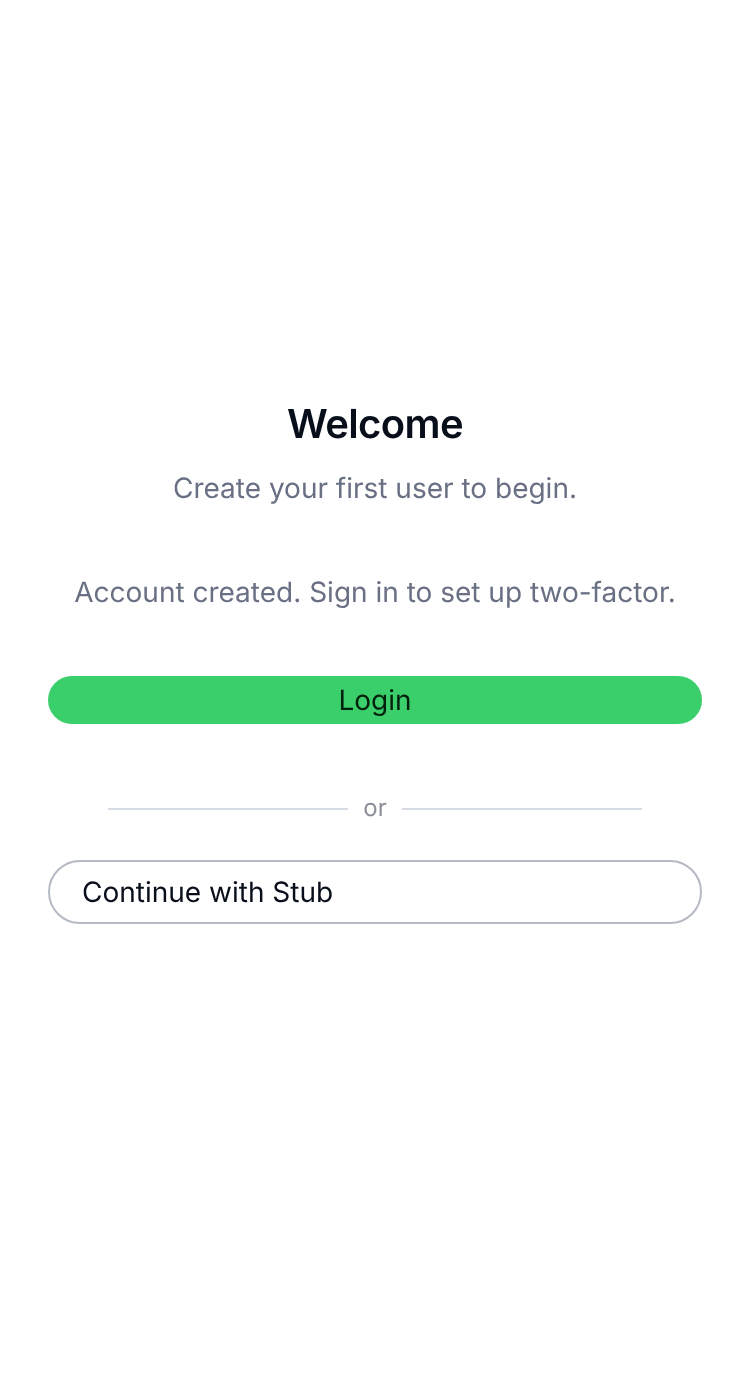 Welcome
Create your first user to begin.
Account created. Sign in to set up two-factor.
Login
or
Continue with Stub